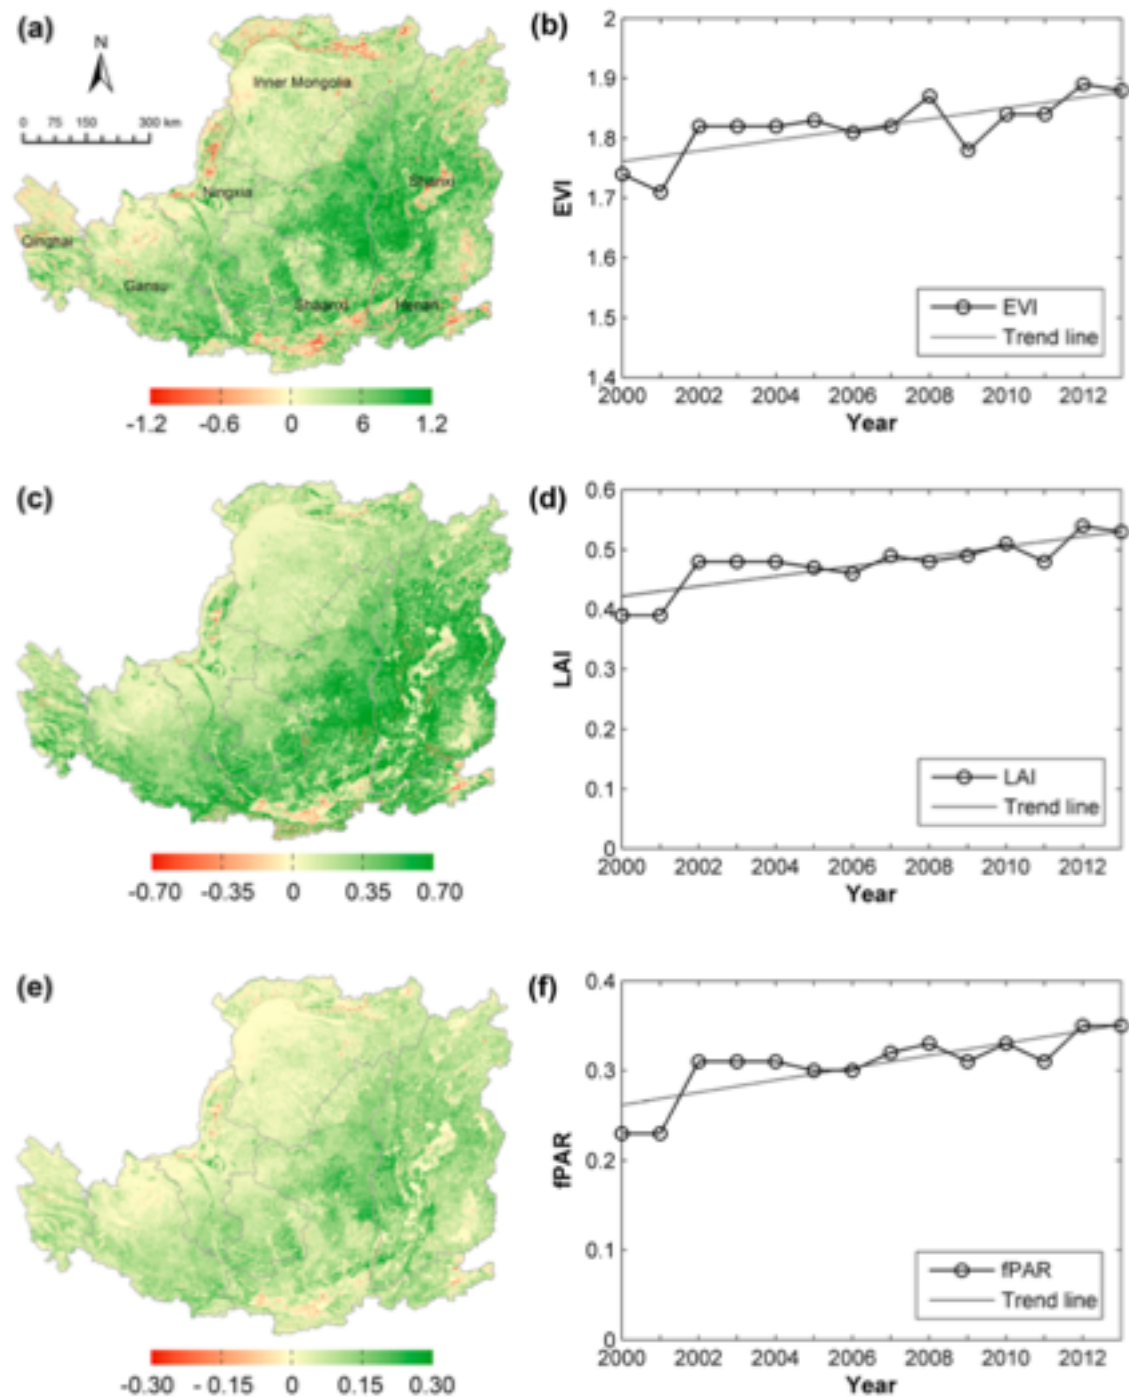 (a)
N
0 75 150 300 km
Inner Mongolia
Ningxia
Shanxi
Qinghai
Gansu
Shaanxi
Henan
-1.2 -0.6 0 6 1.2
(b)
2
1.9
1.8
1.7
1.6
1.5
1.4
EVI
EVI
Trend line
2000 2002 2004 2006 2008 2010 2012
Year
(c)
-0.70 -0.35 0 0.35 0.70
(d)
0.6
0.5
0.4
0.3
0.2
0.1
0
LAI
LAI
Trend line
2000 2002 2004 2006 2008 2010 2012
Year
(e)
-0.30 - 0.15 0 0.15 0.30
(f)
0.4
0.3
0.2
0.1
0
fPAR
fPAR
Trend line
2000 2002 2004 2006 2008 2010 2012
Year